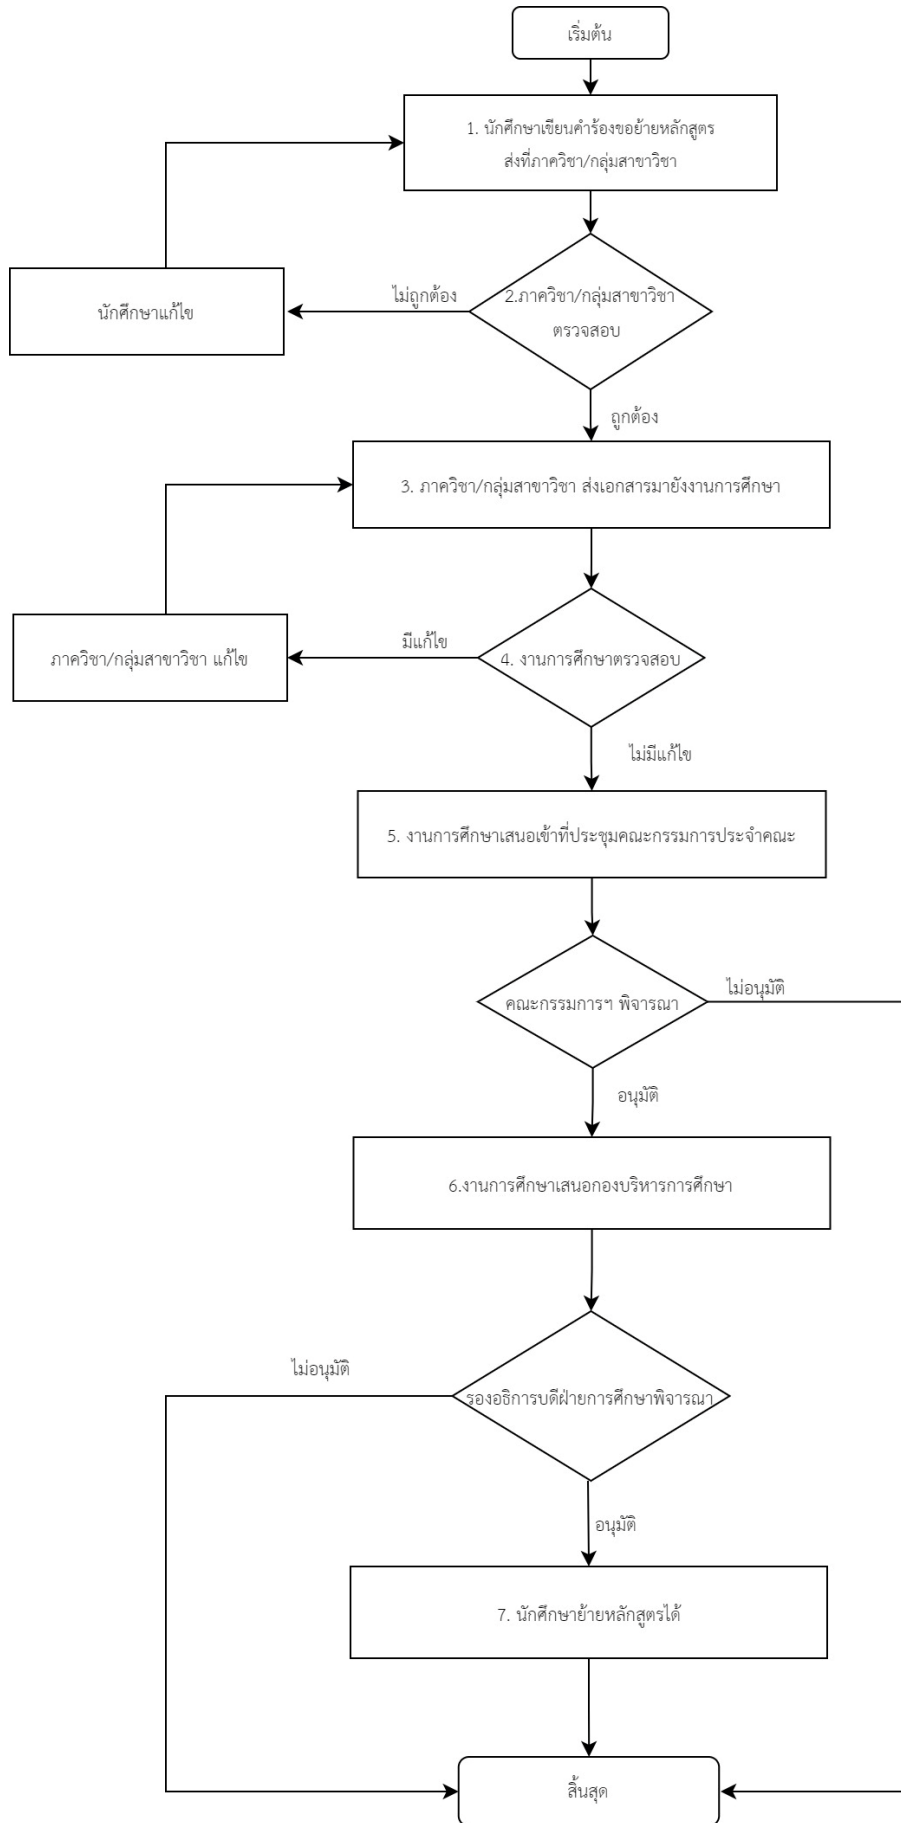 เริ่มต้น
1. นักศึกษาเขียนคำร้องขอย้ายหลักสูตร
ส่งที่ภาควิชา/กลุ่มสาขาวิชา
ไม่ถูกต้อง
2.ภาควิชา/กลุ่มสาขาวิชา
ตรวจสอบ
นักศึกษาแก้ไข
ถูกต้อง
3. ภาควิชา/กลุ่มสาขาวิชา ส่งเอกสารมายังงานการศึกษา
มีแก้ไข
4. งานการศึกษาตรวจสอบ
ภาควิชา/กลุ่มสาขาวิชา แก้ไข
ไม่มีแก้ไข
5. งานการศึกษาเสนอเข้าที่ประชุมคณะกรรมการประจำคณะ
ไม่อนุมัติ
คณะกรรมการฯ พิจารณา
อนุมัติ
6.งานการศึกษาเสนอกองบริหารการศึกษา
ไม่อนุมัติ
รองอธิการบดีฝ่ายการศึกษาพิจารณา
อนุมัติ
7. นักศึกษาย้ายหลักสูตรได้
สิ้นสุด